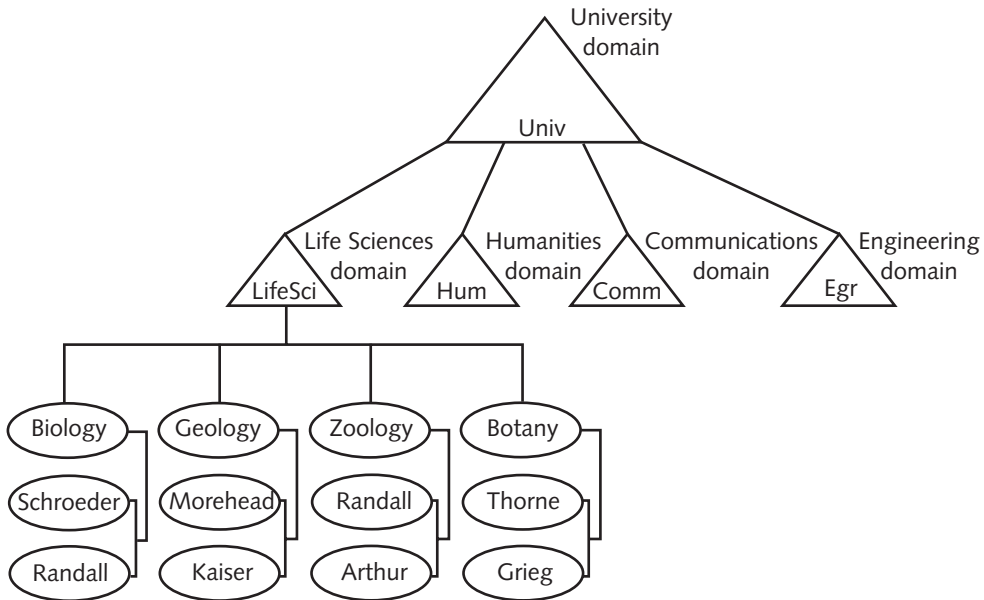 University
domain
Univ
Life Sciences
domain
Humanities
domain
Communications
domain
Engineering
domain
LifeSci
Hum
Comm
Egr
Biology
Geology
Zoology
Botany
Schroeder
Morehead
Randall
Thorne
Randall
Kaiser
Arthur
Grieg